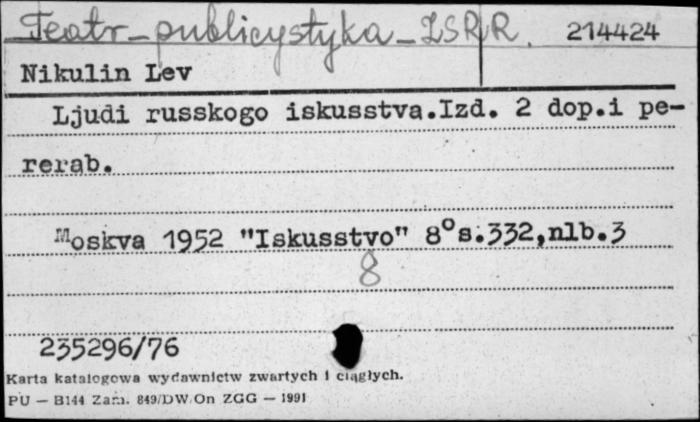 Teatr-publicystyka-ZSRR. 214424
Nikulin Lev
Ljudi russkogo iskusstva.Izd. 2 dop.i pe-
rerab.
Moskva 1952 "Iskusstvo" 8°s.332,nlb.3
8
235296/76
Karta katalogowa wydawnictw zwartych i ciągłych.
PU — B144 Zam. 849/DW/On ZGG — 1991